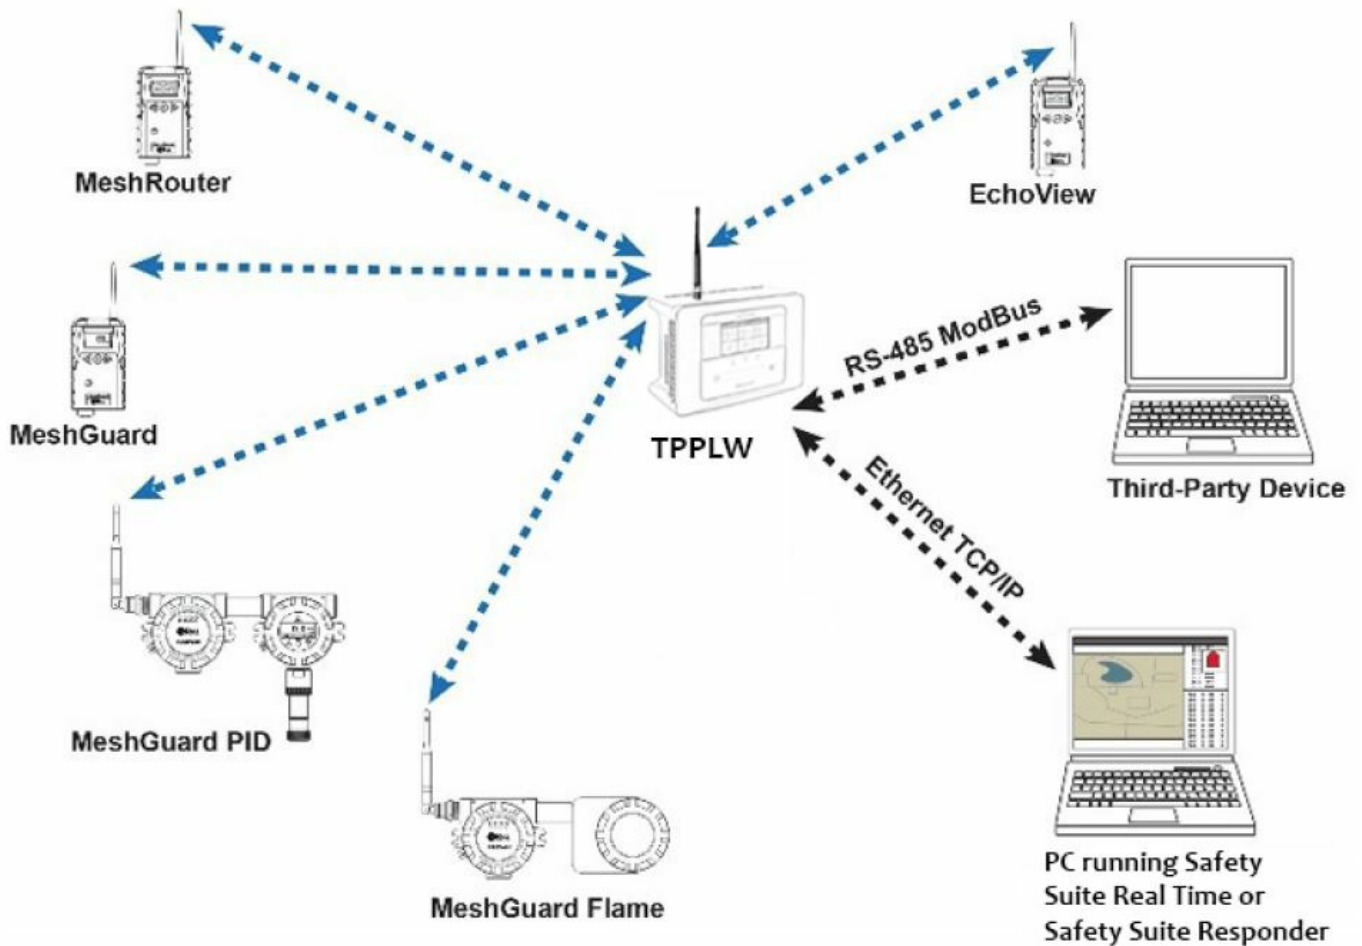 MeshRouter
EchoView
MeshGuard
TPPLW
RS-485 ModBus
Third-Party Device
Ethernet TCP/IP
MeshGuard PID
MeshGuard Flame
PC running Safety
Suite Real Time or
Safety Suite Responder